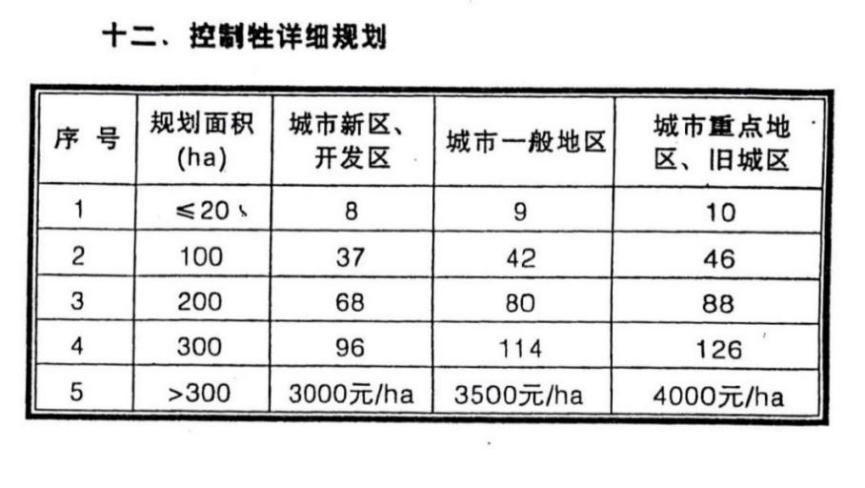 十二、控制性详细规划
序号 规划面积(ha) 城市新区、开发区 城市一般地区 城市重点地区、旧城区
1 ≤20 8 9 10
2 100 37 42 46
3 200 68 80 88
4 300 96 114 126
5 >300 3000元/ha 3500元/ha 4000元/ha